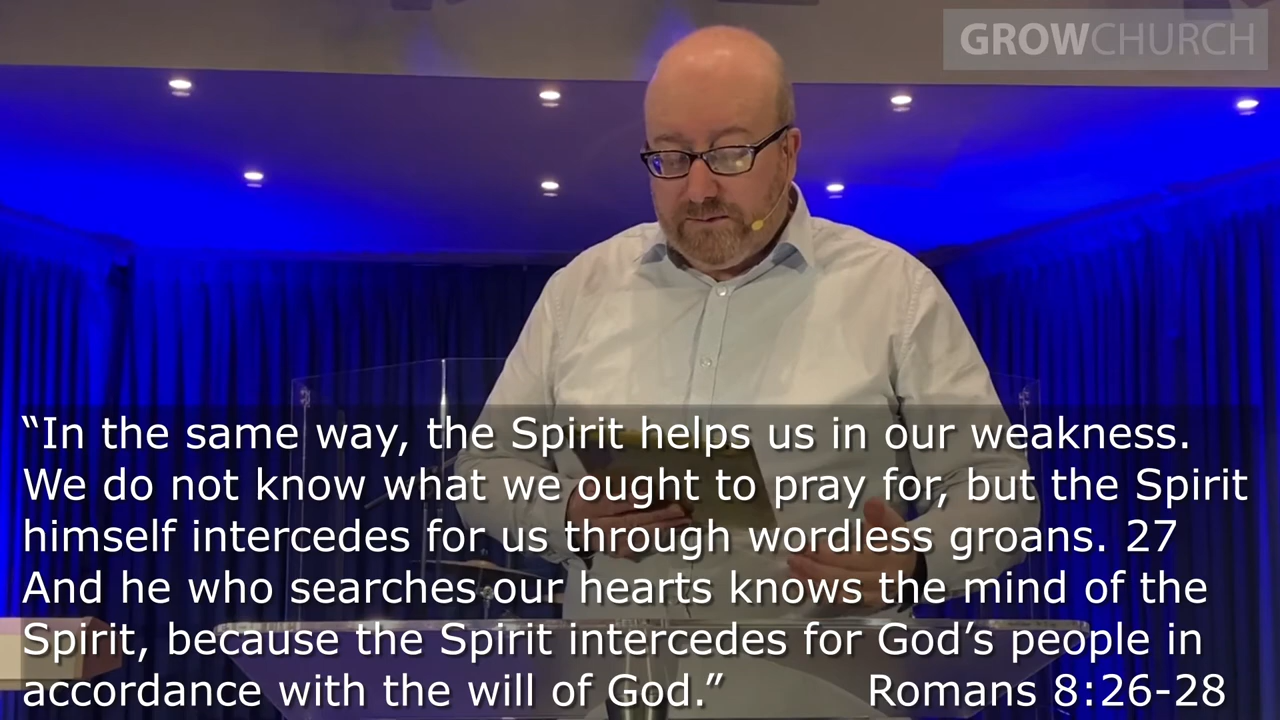 GROWCHURCH
“In the same way, the Spirit helps us in our weakness.
We do not know what we ought to pray for, but the Spirit
himself intercedes for us through wordless groans. 27
And he who searches our hearts knows the mind of the
Spirit, because the Spirit intercedes for God’s people in
accordance with the will of God.” Romans 8:26-28